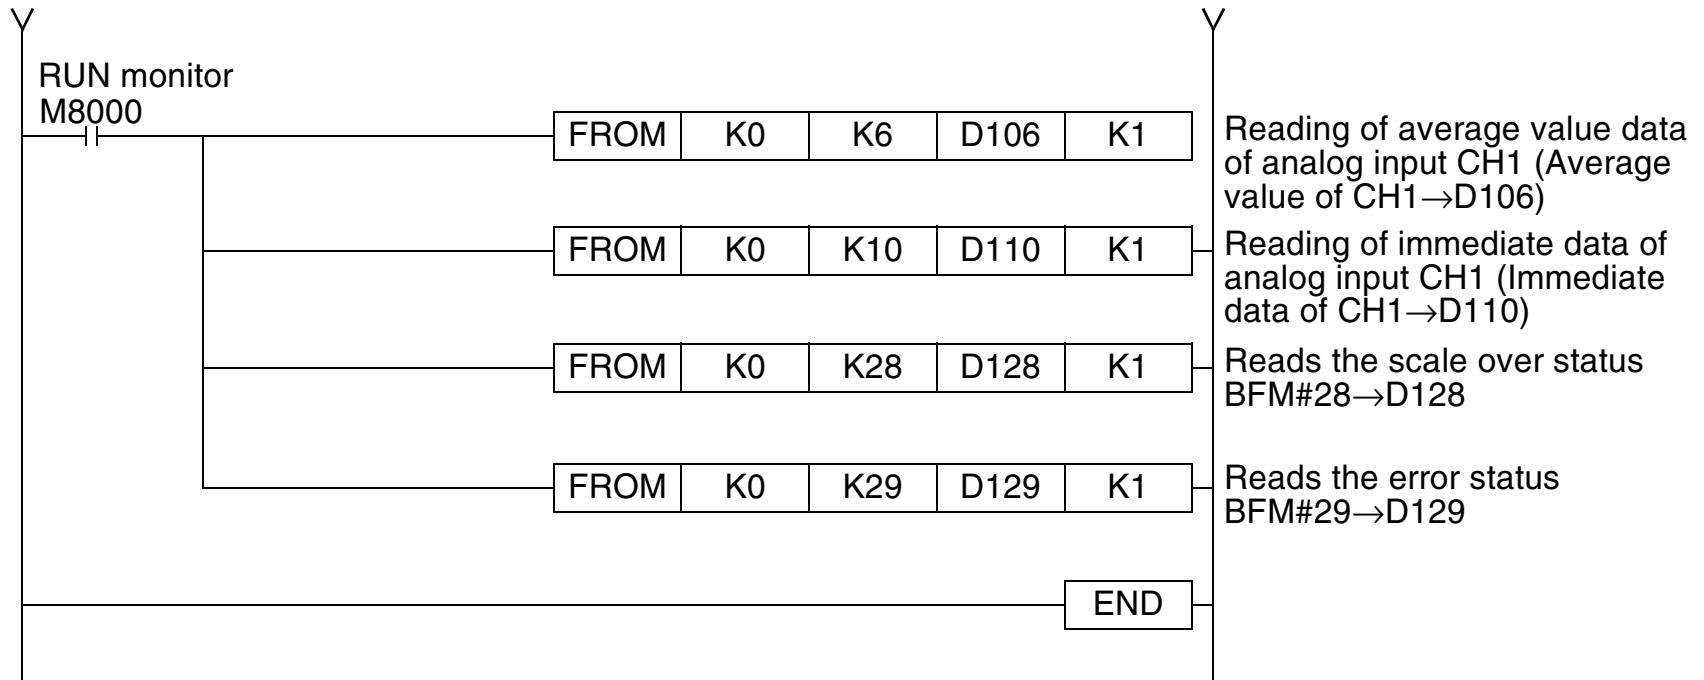 RUN monitor
M8000
FROM K0 K6 D106 K1
Reading of average value data
of analog input CH1 (Average
value of CH1→D106)
FROM K0 K10 D110 K1
Reading of immediate data of
analog input CH1 (Immediate
data of CH1→D110)
FROM K0 K28 D128 K1
Reads the scale over status
BFM#28→D128
FROM K0 K29 D129 K1
Reads the error status
BFM#29→D129
END